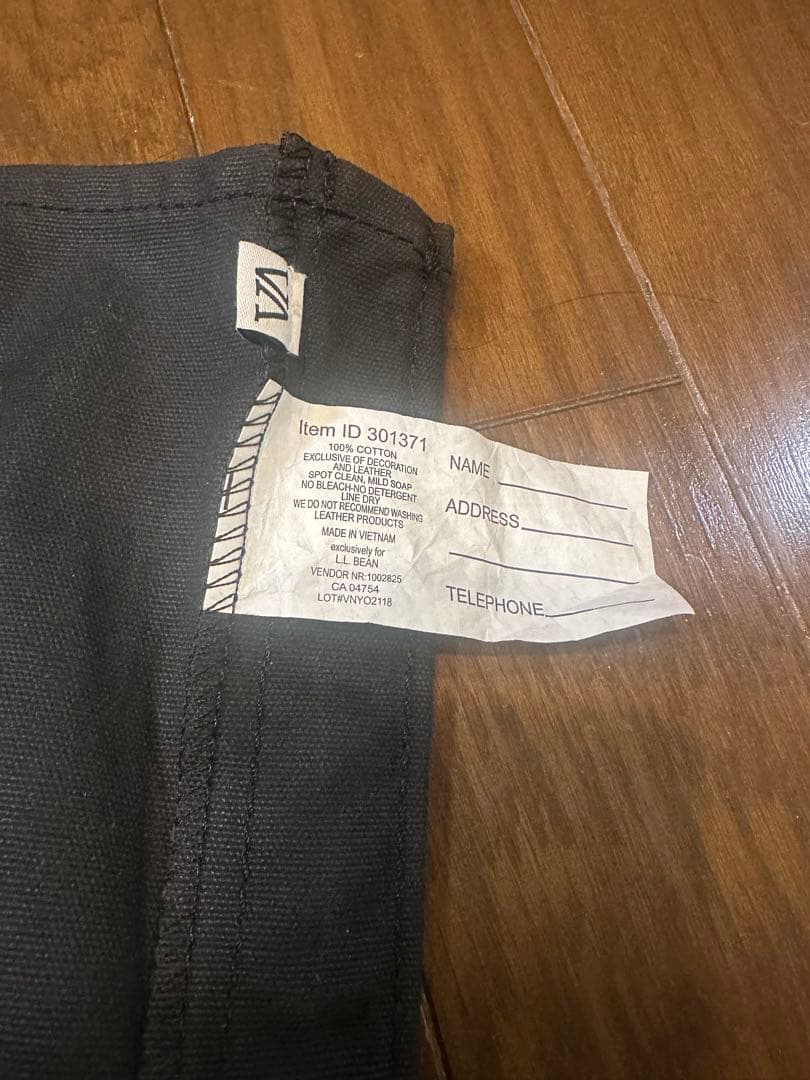 Item ID 301371
100% COTTON
EXCLUSIVE OF DECORATION
AND LEATHER
SPOT CLEAN, MILD SOAP
NO BLEACH-NO DETERGENT
LINE DRY
WE DO NOT RECOMMEND WASHING
LEATHER PRODUCTS
MADE IN VIETNAM
exclusively for
L.L. BEAN
VENDOR NR:1002825
CA 04754
LOT#VNYO2118
NAME
ADDRESS
TELEPHONE